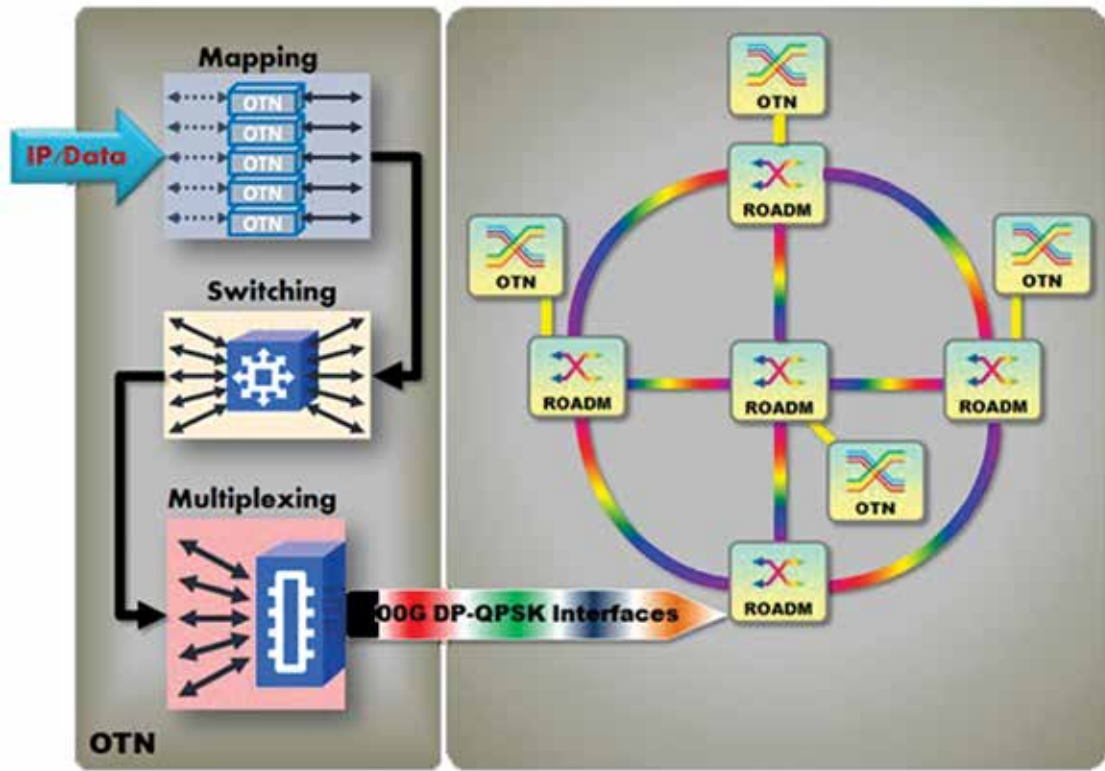 Mapping
OTN
OTN
OTN
OTN
OTN
IP/Data
Switching
Multiplexing
OTN
OTN
ROADM
OTN
OTN
ROADM
ROADM
ROADM
OTN
ROADM
00G DP-QPSK Interfaces